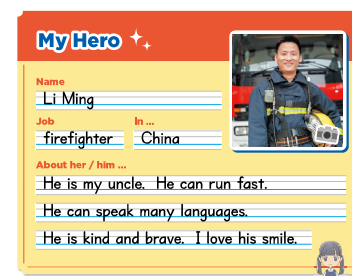 My Hero
Name
Li Ming
Job
In ...
firefighter
China
About her / him ...
He is my uncle. He can run fast.
He can speak many languages.
He is kind and brave. I love his smile.